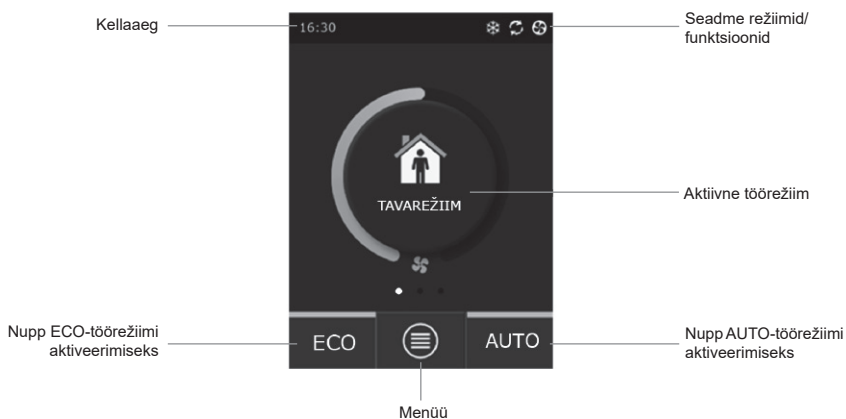 Kellaaeg
16:30
Seadme režiimid/
funktsioonid
TAVAREŽIIM
Aktiivne töörežiim
Nupp ECO-töörežiimi
aktiveerimiseks
ECO
AUTO
Nupp AUTO-töörežiimi
aktiveerimiseks
Menüü